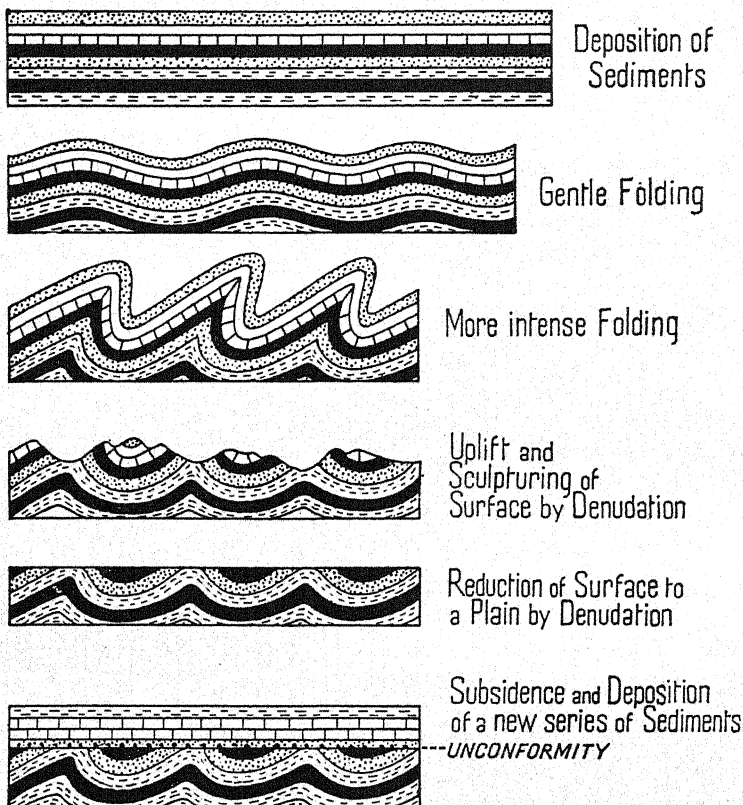 Deposition of
Sediments
Gentle Folding
More intense Folding
Uplift and
Sculpturing of
Surface by Denudation
Reduction of Surface to
a Plain by Denudation
Subsidence and Deposition
of a new series of Sediments
UNCONFORMITY